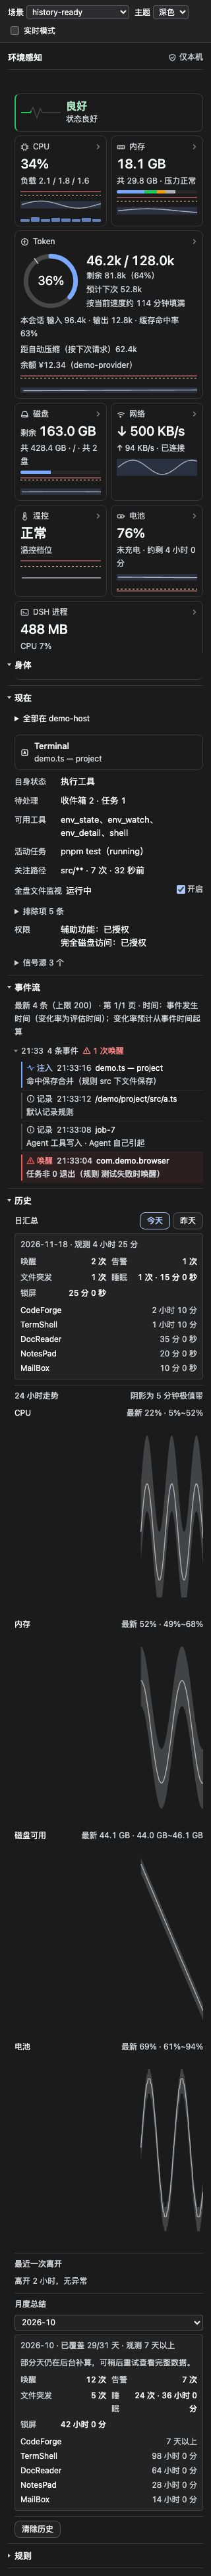 场景 history-ready 主题 深色
实时模式
环境感知 仅本机
良好
状态良好
CPU
34%
负载 2.1 / 1.8 / 1.6
内存
18.1 GB
共 29.8 GB · 压力正常
Token
36%
46.2k / 128.0k
剩余 81.8k（64%）
预计下次 52.8k
按当前速度约 114 分钟填满
本会话 输入 96.4k · 输出 12.8k · 缓存命中率
63%
距自动压缩（按下次请求）62.4k
余额 ¥12.34（demo-provider）
磁盘
剩余 163.0 GB
共 428.4 GB · / · 共 2
盘
网络
↓ 500 KB/s
↑ 94 KB/s · 已连接
温控
正常
温控档位
电池
76%
未充电 · 约剩 4 小时 0
分
DSH 进程
488 MB
CPU 7%
身体
现在
全部在 demo-host
Terminal
demo.ts — project
自身状态 执行工具
待处理 收件箱 2 · 任务 1
可用工具 env_state、env_watch、
env_detail、shell
活动任务 pnpm test（running）
关注路径 src/** · 7 次 · 32 秒前
全盘文件监视 运行中 开启
排除项 5 条
权限 辅助功能：已授权
完全磁盘访问：已授权
信号源 3 个
事件流
最新 4 条（上限 200） · 第 1/1 页 · 时间：事件发生
时间（变化率为评估时间）；变化率预计从事件时间起
算
21:33 4 条事件 1 次唤醒
注入 21:33:16 demo.ts — project
命中保存合并（规则 src 下文件保存）
记录 21:33:12 /demo/project/src/a.ts
默认记录规则
记录 21:33:08 job-7
Agent 工具写入 · Agent 自己引起
唤醒 21:33:04 com.demo.browser
任务非 0 退出（规则 测试失败时唤醒）
历史
日汇总 今天 昨天
2026-11-18 · 观测 4 小时 25 分
唤醒 2 次 告警 1 次
文件突发 1 次 睡眠 1 次 · 15 分 0 秒
锁屏 25 分 0 秒
CodeForge 2 小时 10 分
TermShell 1 小时 10 分
DocReader 35 分 0 秒
NotesPad 20 分 0 秒
MailBox 10 分 0 秒
24 小时走势 阴影为 5 分钟极值带
CPU 最新 22% · 5%~52%
内存 最新 52% · 49%~68%
磁盘可用 最新 44.1 GB · 44.0 GB~46.1 GB
电池 最新 69% · 61%~94%
最近一次离开
离开 2 小时，无异常
月度总结
2026-10
2026-10 · 已覆盖 29/31 天 · 观测 7 天以上
部分天仍在后台补算，可稍后重试查看完整数据。
唤醒 12 次 告警 7 次
文件突发 5 次 睡眠 24 次 · 36 小时 0 分
锁屏 42 小时 0 分
CodeForge 7 天以上
TermShell 98 小时 0 分
DocReader 64 小时 0 分
NotesPad 28 小时 0 分
MailBox 14 小时 0 分
清除历史
规则